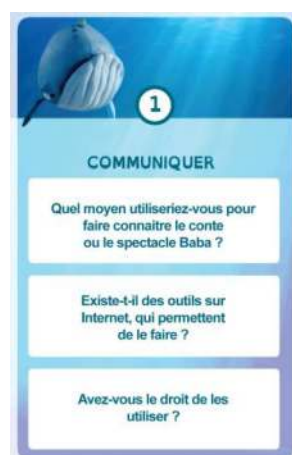 1
COMMUNIQUER
Quel moyen utiliseriez-vous pour
faire connaitre le conte
ou le spectacle Baba ?
Existe-t-il des outils sur
Internet, qui permettent
de le faire ?
Avez-vous le droit de les
utiliser ?